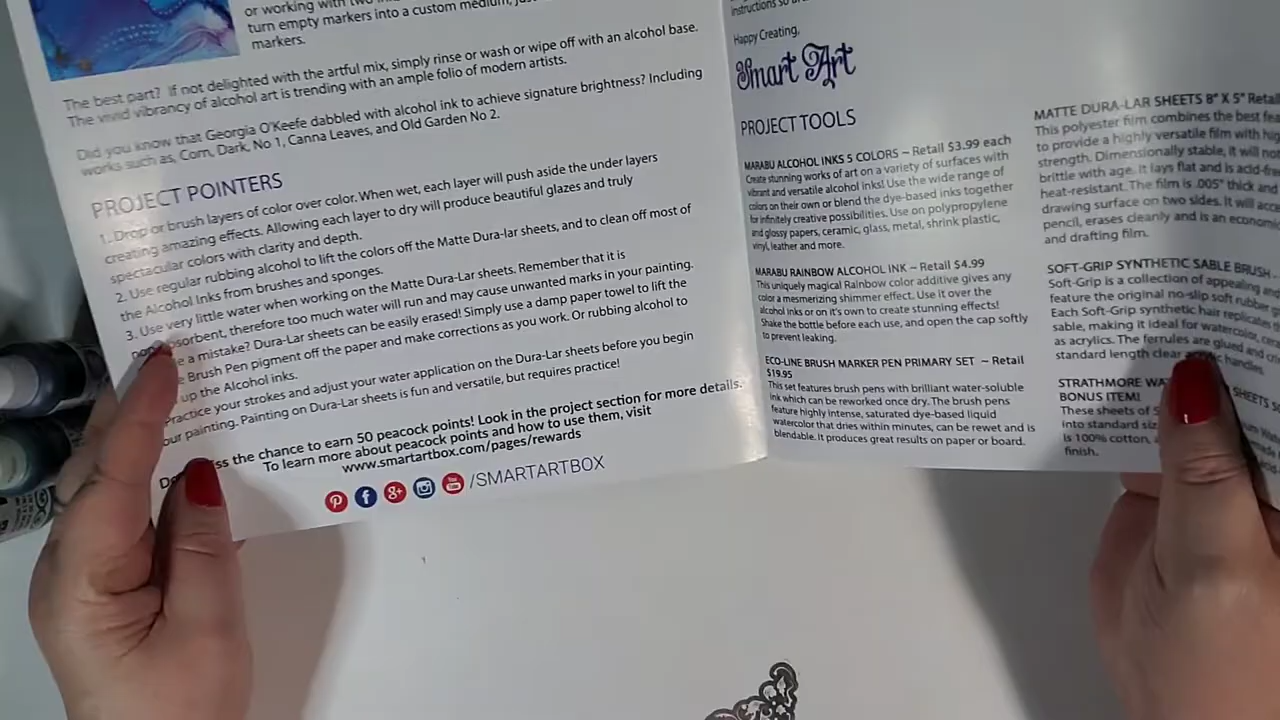 or working with two
turn empty markers into a custom medium, just
markers.
The best part? If not delighted with the artful mix, simply rinse or wash or wipe off with an alcohol base.
The vivid vibrancy of alcohol art is trending with an ample folio of modern artists.
Did you know that Georgia O'Keefe dabbled with alcohol ink to achieve signature brightness? Including
works such as, Corn, Dark, No 1, Canna Leaves, and Old Garden No 2.
PROJECT POINTERS
1. Drop or brush layers of color over color. When wet, each layer will push aside the under layers
creating amazing effects. Allowing each layer to dry will produce beautiful glazes and truly
spectacular colors with clarity and depth.
2. Use regular rubbing alcohol to lift the colors off the Matte Dura-lar sheets, and to clean off most of
the Alcohol Inks from brushes and sponges.
3. Use very little water when working on the Matte Dura-Lar sheets. Remember that it is
therefore too much water will run and may cause unwanted marks in your painting.
a mistake? Dura-Lar sheets can be easily erased! Simply use a damp paper towel to lift the
Brush Pen pigment off the paper and make corrections as you work. Or rubbing alcohol to
up the Alcohol inks.
Practice your strokes and adjust your water application on the Dura-Lar sheets before you begin
your painting. Painting on Dura-Lar sheets is fun and versatile, but requires practice!
the chance to earn 50 peacock points! Look in the project section for more details.
To learn more about peacock points and how to use them, visit
www.smartartbox.com/pages/rewards
/SMARTARTBOX
instructions so
Happy Creating,
Smart Art
PROJECT TOOLS
MARABU ALCOHOL INKS 5 COLORS ~ Retail $3.99 each
Create stunning works of art on a variety of surfaces with
vibrant and versatile alcohol inks! Use the wide range of
colors on their own or blend the dye-based inks together
for infinitely creative possibilities. Use on polypropylene
and glossy papers, ceramic, glass, metal, shrink plastic,
vinyl, leather and more.
MARABU RAINBOW ALCOHOL INK ~ Retail $4.99
This uniquely magical Rainbow color additive gives any
color a mesmerizing shimmer effect. Use it over the
alcohol inks or on it's own to create stunning effects!
Shake the bottle before each use, and open the cap softly
to prevent leaking.
ECO-LINE BRUSH MARKER PEN PRIMARY SET ~ Retail
$19.95
This set features brush pens with brilliant water-soluble
ink which can be reworked once dry. The brush pens
feature highly intense, saturated dye-based liquid
watercolor that dries within minutes, can be rewet and is
blendable. It produces great results on paper or board.
MATTE DURA-LAR SHEETS 8" X 5" Retail
This polyester film combines the best
to provide a highly versatile film with
strength. Dimensionally stable, it will not
brittle with age. It lays flat and is acid-free
heat-resistant. The film is .005" thick and
drawing surface on two sides. It will
pencil, erases cleanly and is an
and drafting film.
SOFT-GRIP SYNTHETIC SABLE BRUSH
Soft-Grip is a collection of appealing
feature the original no-slip soft rubber
Each Soft-Grip synthetic hair replicates
sable, making it ideal for watercolor,
as acrylics. The ferrules are glued and
standard length clear acrylic handles.
STRATHMORE
BONUS ITEM!
These sheets of
into standard
is 100% cotton,
finish.